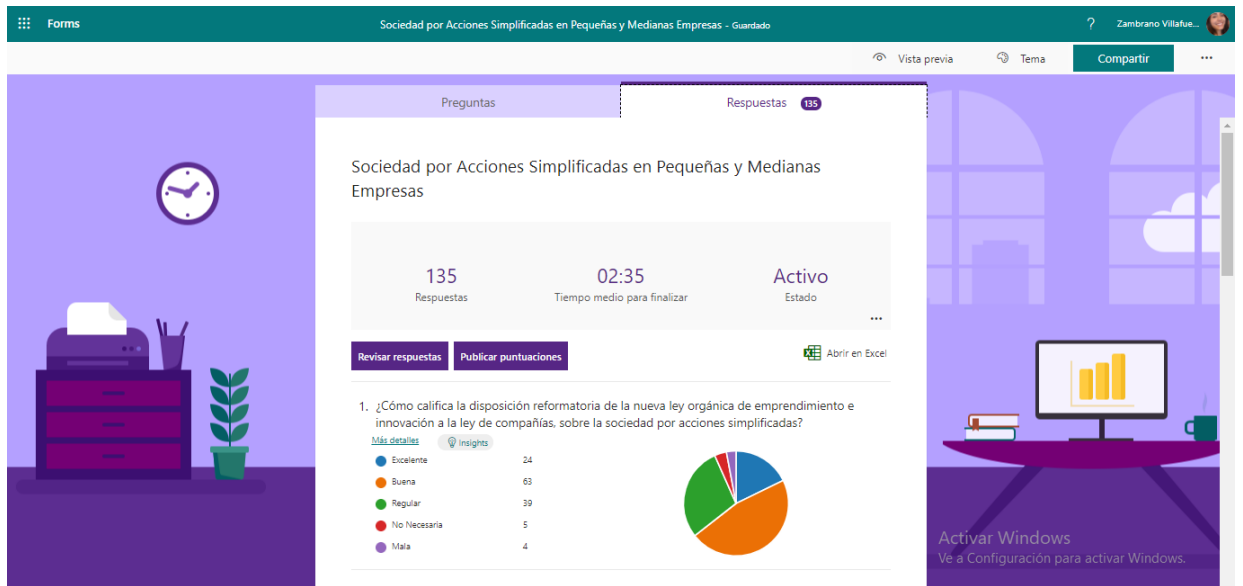 Forms
Sociedad por Acciones Simplificadas en Pequeñas y Medianas Empresas - Guardado
? Zambrano Villafue...
Vista previa
Tema
Compartir
...
Preguntas
Respuestas 135
Sociedad por Acciones Simplificadas en Pequeñas y Medianas
Empresas
135 02:35 Activo
Respuestas Tiempo medio para finalizar Estado
...
Revisar respuestas Publicar puntuaciones Abrir en Excel
1. ¿Cómo califica la disposición reformatoria de la nueva ley orgánica de emprendimiento e
innovación a la ley de compañías, sobre la sociedad por acciones simplificadas?
Más detalles Insights
Excelente 24
Buena 63
Regular 39
No Necesaria 5
Mala 4
Activar Windows
Ve a Configuración para activar Windows.